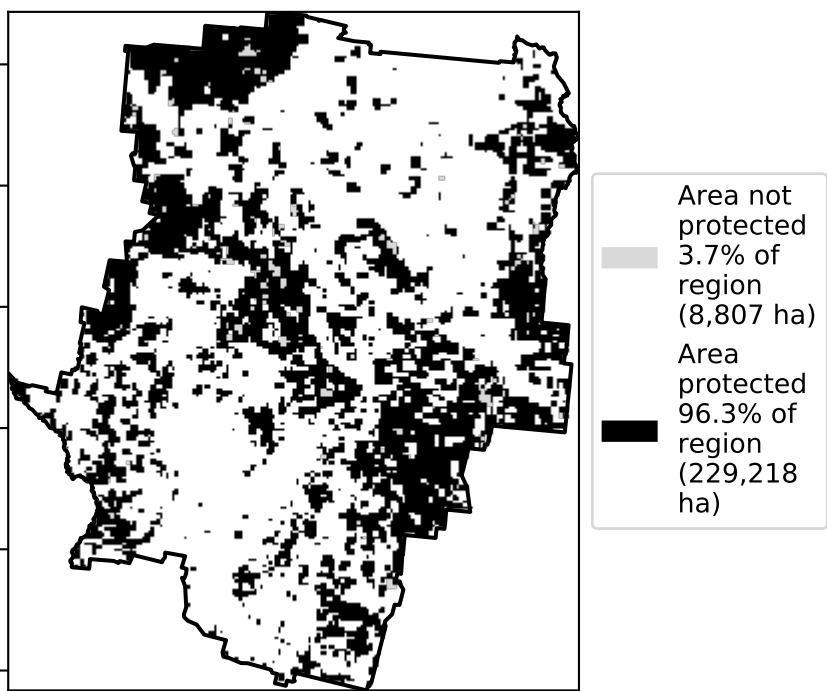 Area not
protected
3.7% of
region
(8,807 ha)
Area
protected
96.3% of
region
(229,218
ha)